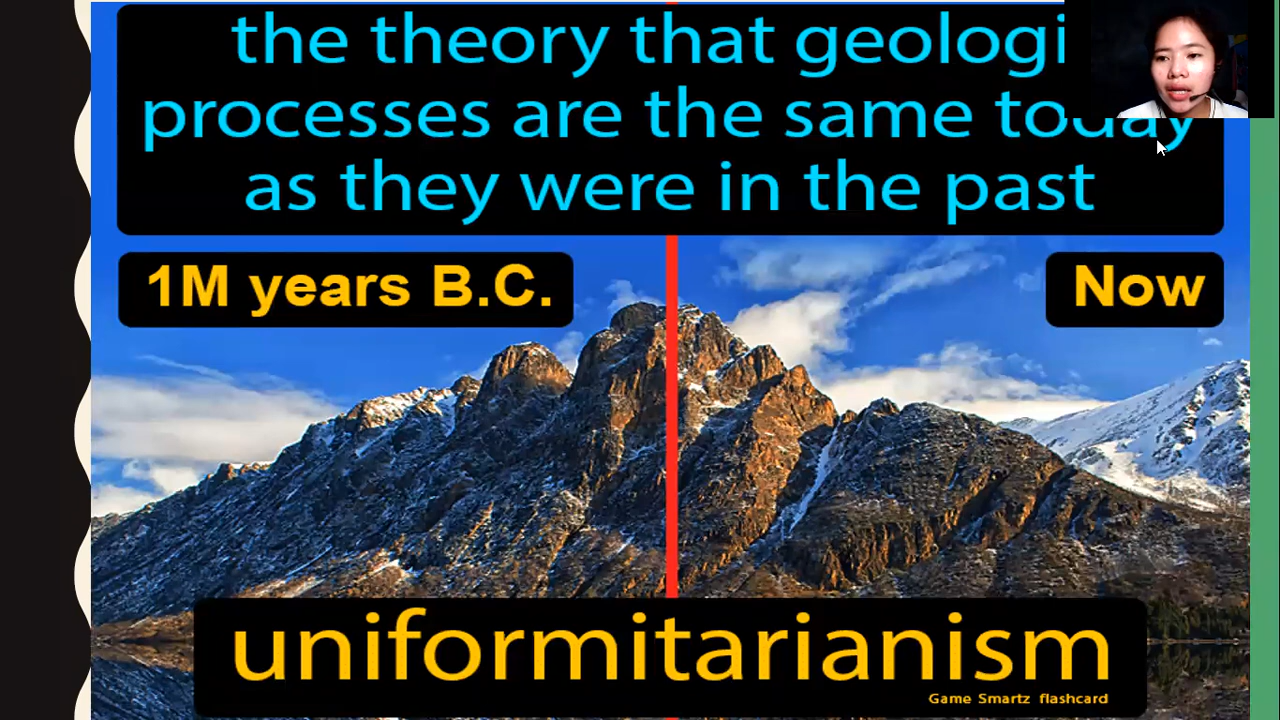 the theory that geologi
processes are the same today
as they were in the past
1M years B.C.
Now
uniformitarianism
Game Smartz flashcard